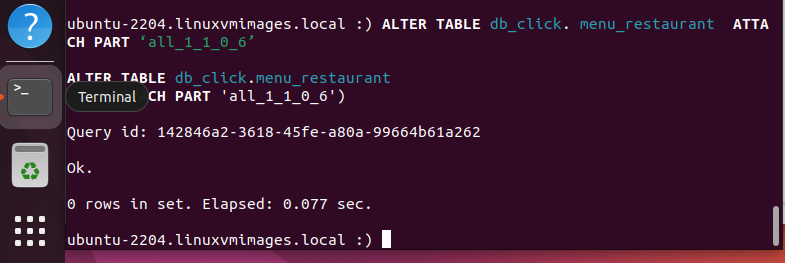 ubuntu-2204.linuxvmimages.local :) ALTER TABLE db_click. menu_restaurant  ATTA
CH PART ‘all_1_1_0_6’
ALTER TABLE db_click.menu_restaurant
Terminal
CH PART 'all_1_1_0_6')
Query id: 142846a2-3618-45fe-a80a-99664b61a262
Ok.
0 rows in set. Elapsed: 0.077 sec.
ubuntu-2204.linuxvmimages.local :)